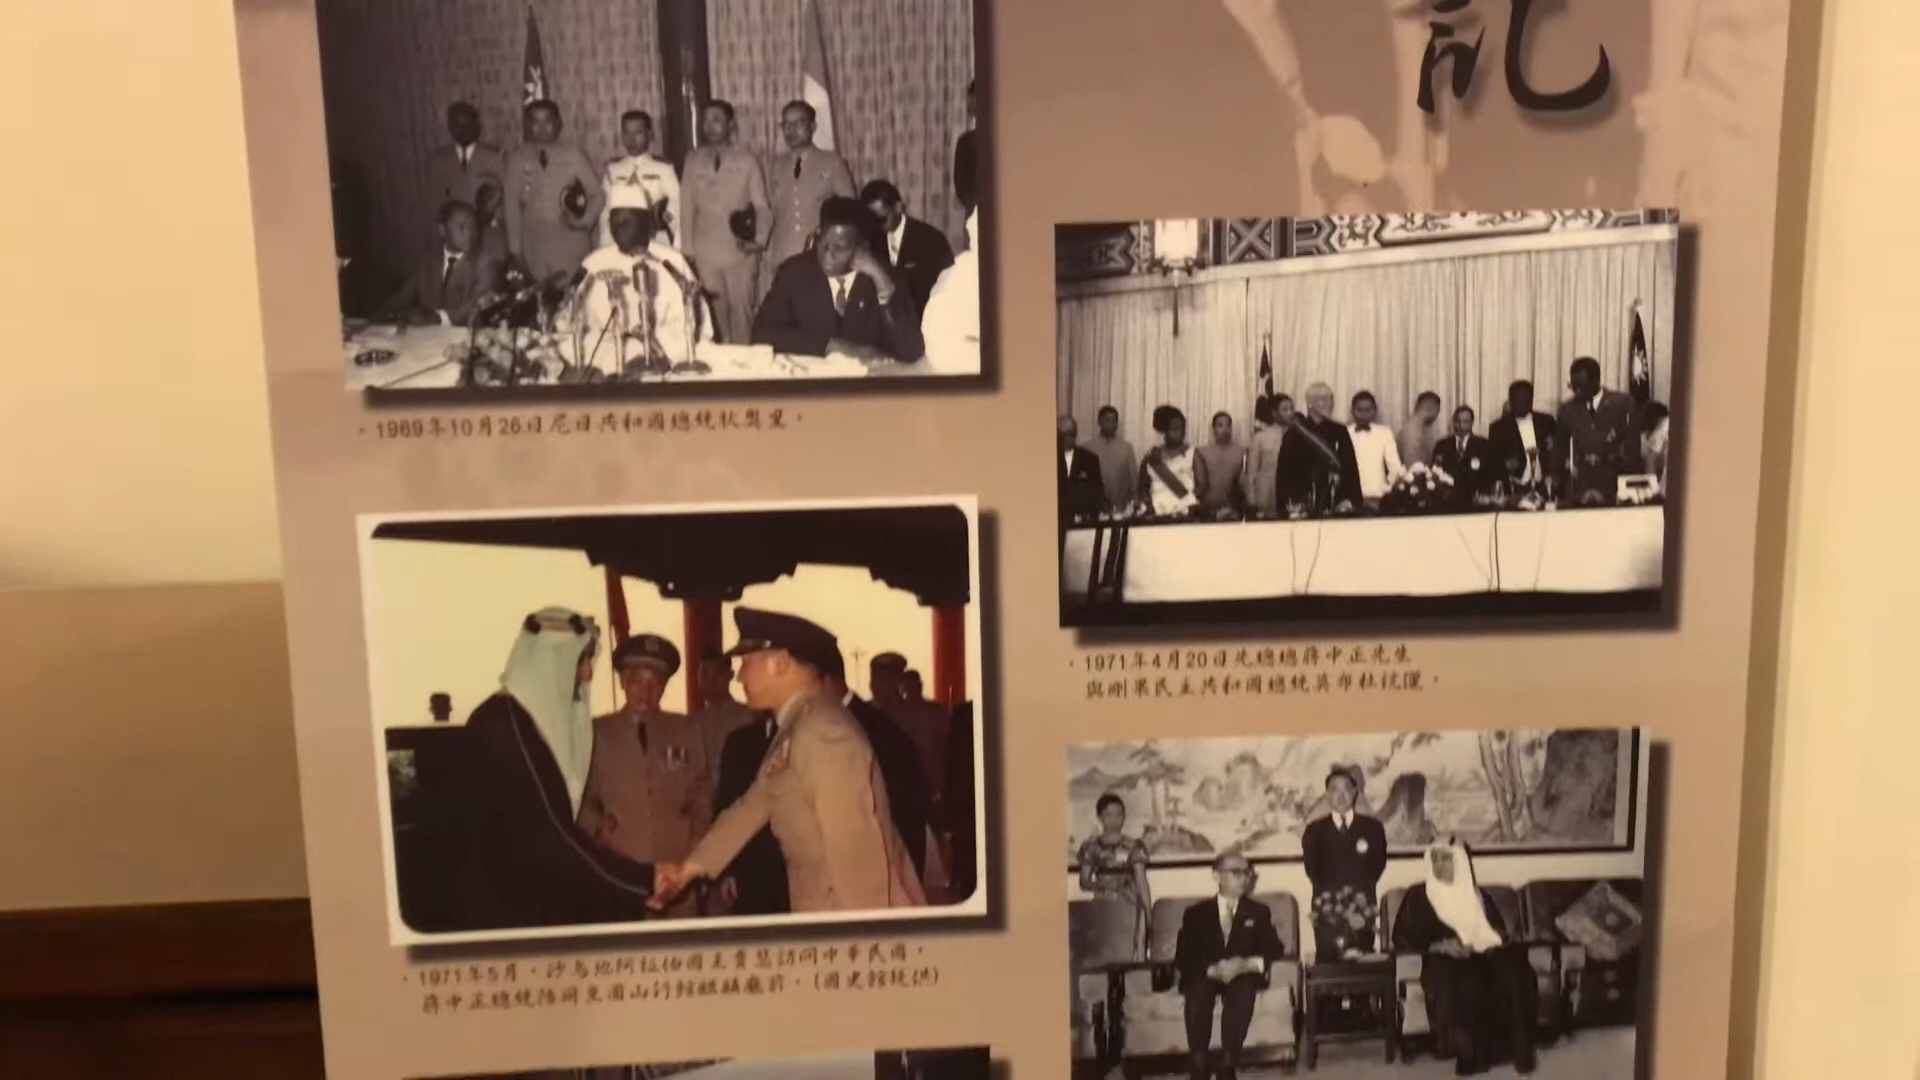 記
・1969年10月26日尼日共和國總統狄奧里。
・1971年4月20日先總總蔣中正先生
與剛果民主共和國總統莫布杜伉儷。
・1971年5月，沙烏地阿拉伯國王費瑟訪問中華民國，
蔣中正總統陪同至圓山行館麒麟廳前。(國史館提供)